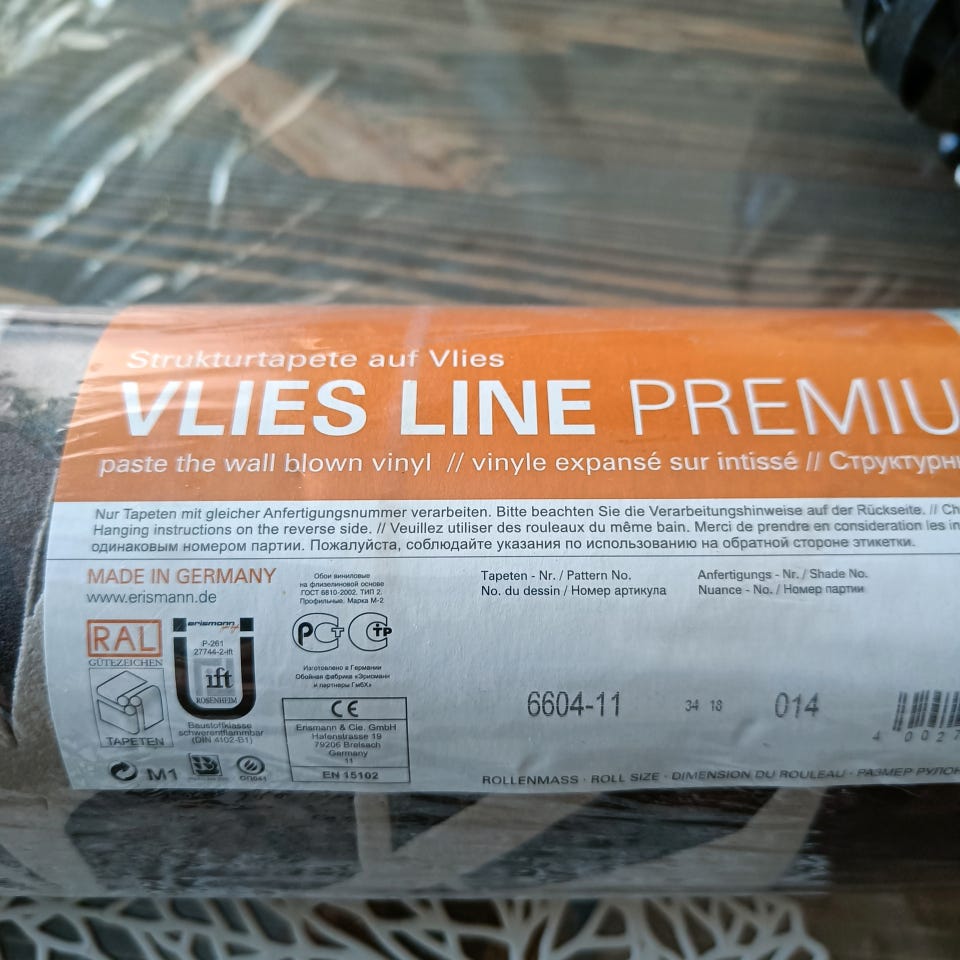 Strukturtapete auf Vlies
VLIES LINE PREMIU
paste the wall blown vinyl // vinyle expansé sur intissé // Структурн
Nur Tapeten mit gleicher Anfertigungsnummer verarbeiten. Bitte beachten Sie die Verarbeitungshinweise auf der Rückseite. // Ch
Hanging instructions on the reverse side. // Veuillez utiliser des rouleaux du même bain. Merci de prendre en consideration les in
одинаковым номером партии. Пожалуйста, соблюдайте указания по использованию на обратной стороне этикетки.
MADE IN GERMANY
www.erismann.de
RAL
GÜTEZEICHEN
TAPETEN
erismann
P-261
27744-2-ift
ift
ROSENHEIM
Baustoffklasse
schwerentflammbar
(DIN 4102-B1)
M1
ОП041
Обои виниловые
на флизелиновой основе
ГОСТ 6810-2002. ТИП 2.
Профильные. Марка М-2
РСТ
Изготовлено в Германии
Обойная фабрика «Эрисманн
и партнеры ГмбХ»
CE
Erismann & Cie. GmbH
Hafenstrasse 19
79206 Breisach
Germany
11
EN 15102
Tapeten - Nr. / Pattern No.
No. du dessin / Номер артикула
Anfertigungs - Nr. / Shade No.
Nuance - No. / Номер партии
6604-11
34 18
014
4 0027
ROLLENMASS · ROLL SIZE · DIMENSION DU ROULEAU · РАЗМЕР РУЛОН